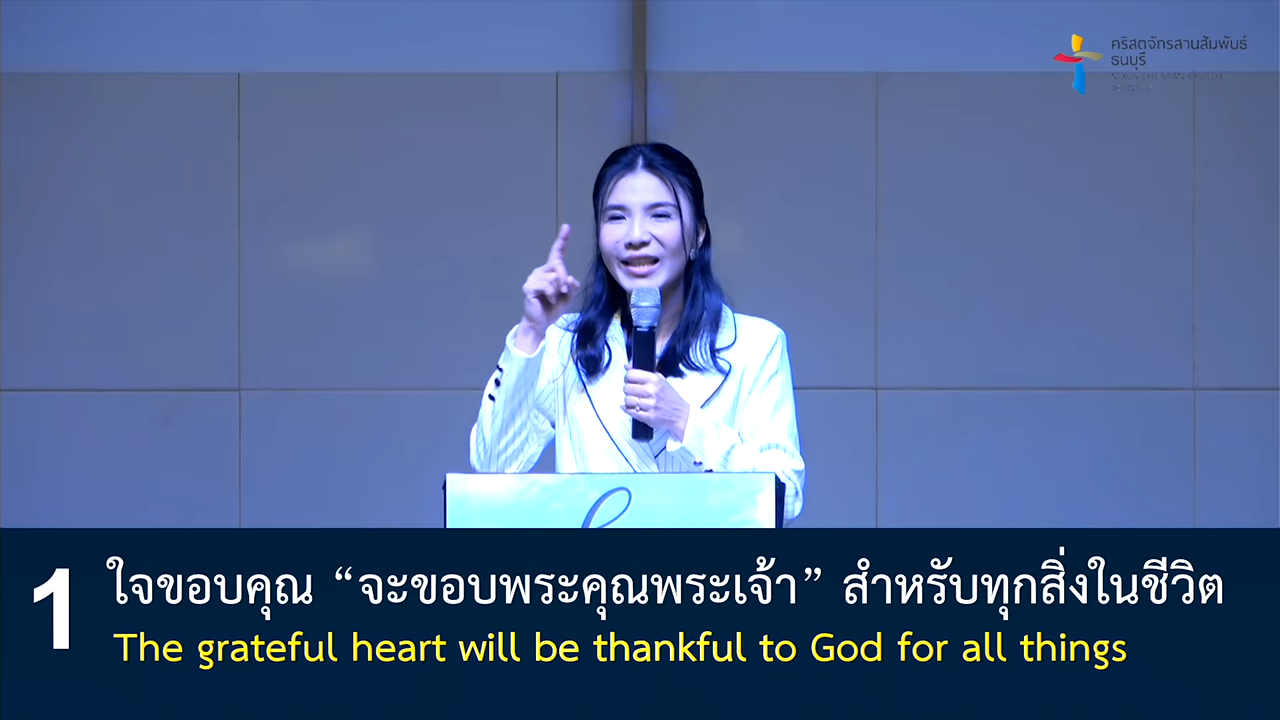 คริสตจักรสานสัมพันธ์
ธนบุรี
1 ใจขอบคุณ “จะขอบพระคุณพระเจ้า” สำหรับทุกสิ่งในชีวิต
The grateful heart will be thankful to God for all things